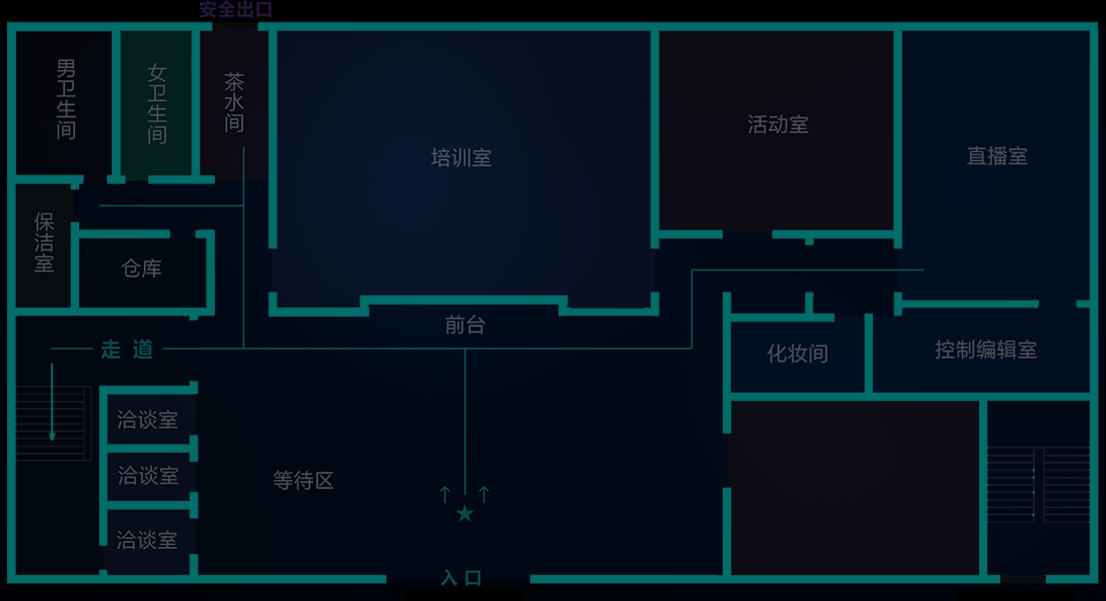 安全出口
男卫生间
女卫生间
茶水间
培训室
活动室
直播室
保洁室
仓库
前台
走道
化妆间
控制编辑室
洽谈室
洽谈室
等待区
洽谈室
入口